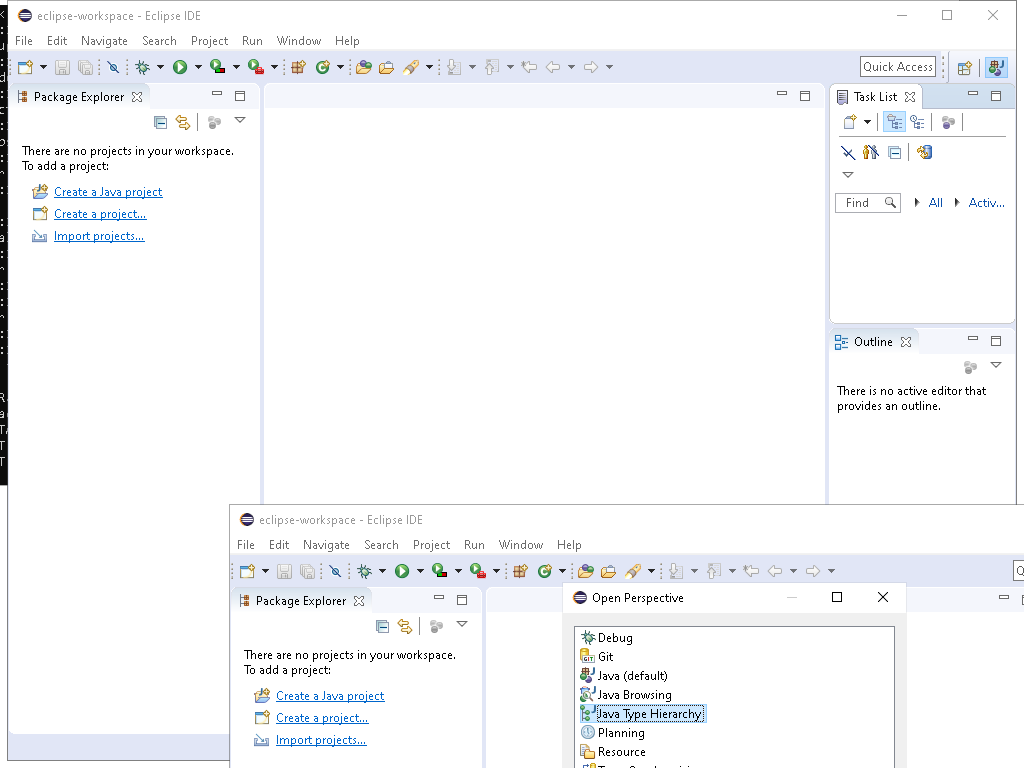 eclipse-workspace - Eclipse IDE
File Edit Navigate Search Project Run Window Help
Quick Access
Package Explorer
There are no projects in your workspace.
To add a project:
Create a Java project
Create a project...
Import projects...
Task List
Find
All
Activ...
Outline
There is no active editor that
provides an outline.
eclipse-workspace - Eclipse IDE
File Edit Navigate Search Project Run Window Help
Package Explorer
There are no projects in your workspace.
To add a project:
Create a Java project
Create a project...
Import projects...
Open Perspective
Debug
Git
Java (default)
Java Browsing
Java Type Hierarchy
Planning
Resource